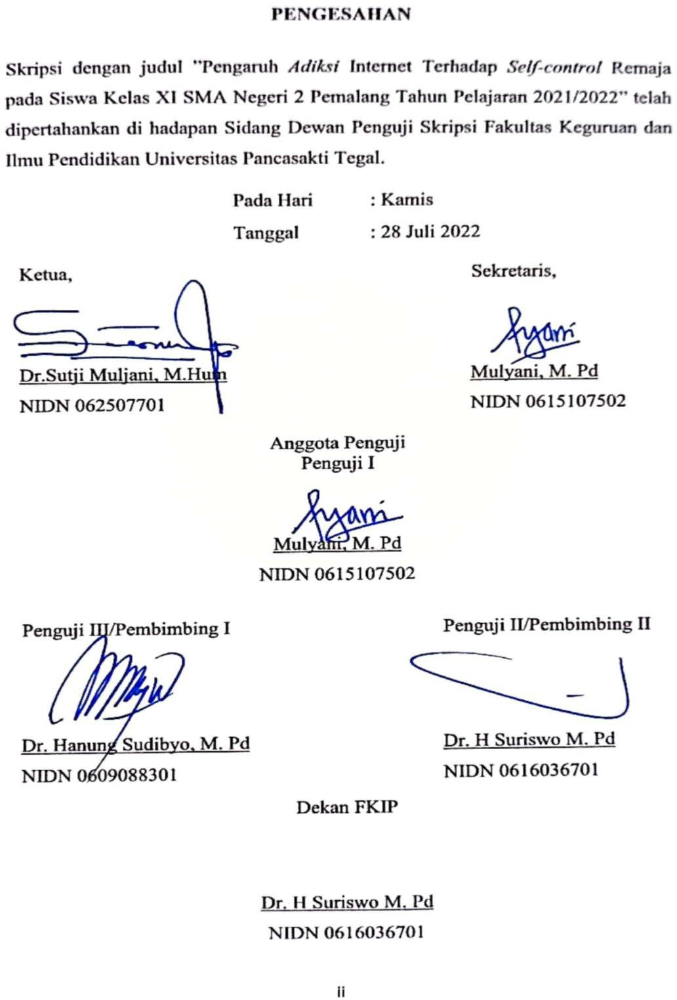 PENGESAHAN
Skripsi dengan judul "Pengaruh Adiksi Internet Terhadap Self-control Remaja
pada Siswa Kelas XI SMA Negeri 2 Pemalang Tahun Pelajaran 2021/2022" telah
dipertahankan di hadapan Sidang Dewan Penguji Skripsi Fakultas Keguruan dan
Ilmu Pendidikan Universitas Pancasakti Tegal.
Pada Hari : Kamis
Tanggal : 28 Juli 2022
Ketua,
Sekretaris,
Dr.Sutji Muljani, M.Hum
Mulyani, M. Pd
NIDN 062507701
NIDN 0615107502
Anggota Penguji
Penguji I
Mulyani, M. Pd
NIDN 0615107502
Penguji III/Pembimbing I
Penguji II/Pembimbing II
Dr. Hanung Sudibyo, M. Pd
Dr. H Suriswo M. Pd
NIDN 0609088301
NIDN 0616036701
Dekan FKIP
Dr. H Suriswo M. Pd
NIDN 0616036701
ii